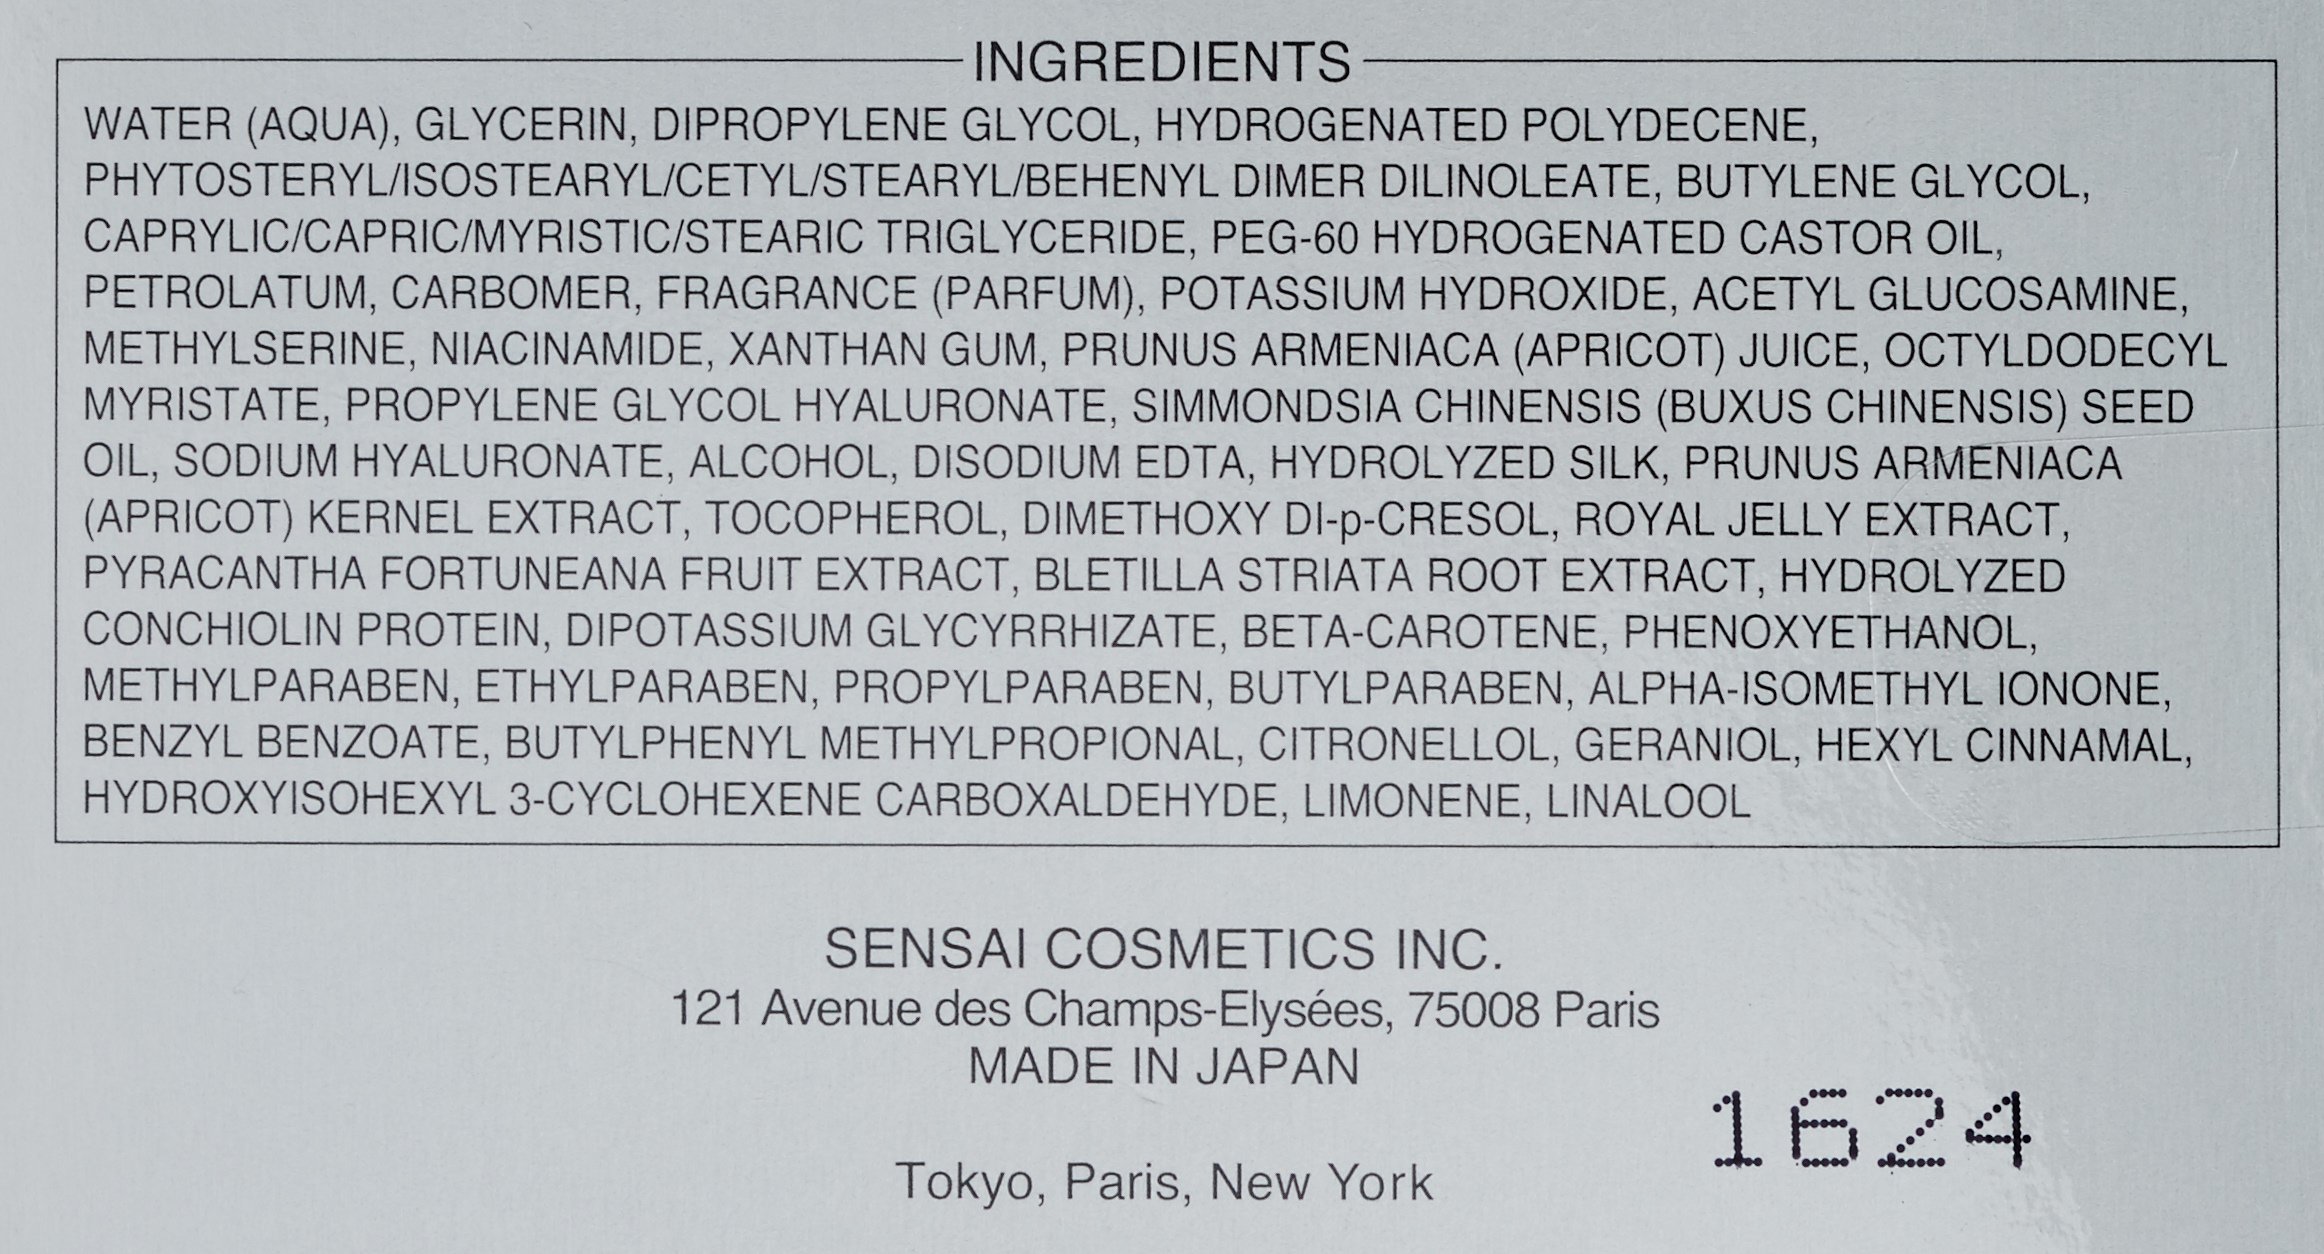 INGREDIENTS
WATER (AQUA), GLYCERIN, DIPROPYLENE GLYCOL, HYDROGENATED POLYDECENE,
PHYTOSTERYL/ISOSTEARYL/CETYL/STEARYL/BEHENYL DIMER DILINOLEATE, BUTYLENE GLYCOL,
CAPRYLIC/CAPRIC/MYRISTIC/STEARIC TRIGLYCERIDE, PEG-60 HYDROGENATED CASTOR OIL,
PETROLATUM, CARBOMER, FRAGRANCE (PARFUM), POTASSIUM HYDROXIDE, ACETYL GLUCOSAMINE,
METHYLSERINE, NIACINAMIDE, XANTHAN GUM, PRUNUS ARMENIACA (APRICOT) JUICE, OCTYLDODECYL
MYRISTATE, PROPYLENE GLYCOL HYALURONATE, SIMMONDSIA CHINENSIS (BUXUS CHINENSIS) SEED
OIL, SODIUM HYALURONATE, ALCOHOL, DISODIUM EDTA, HYDROLYZED SILK, PRUNUS ARMENIACA
(APRICOT) KERNEL EXTRACT, TOCOPHEROL, DIMETHOXY DI-p-CRESOL, ROYAL JELLY EXTRACT,
PYRACANTHA FORTUNEANA FRUIT EXTRACT, BLETILLA STRIATA ROOT EXTRACT, HYDROLYZED
CONCHIOLIN PROTEIN, DIPOTASSIUM GLYCYRRHIZATE, BETA-CAROTENE, PHENOXYETHANOL,
METHYLPARABEN, ETHYLPARABEN, PROPYLPARABEN, BUTYLPARABEN, ALPHA-ISOMETHYL IONONE,
BENZYL BENZOATE, BUTYLPHENYL METHYLPROPIONAL, CITRONELLOL, GERANIOL, HEXYL CINNAMAL,
HYDROXYISOHEXYL 3-CYCLOHEXENE CARBOXALDEHYDE, LIMONENE, LINALOOL
SENSAI COSMETICS INC.
121 Avenue des Champs-Elysées, 75008 Paris
MADE IN JAPAN
1624
Tokyo, Paris, New York